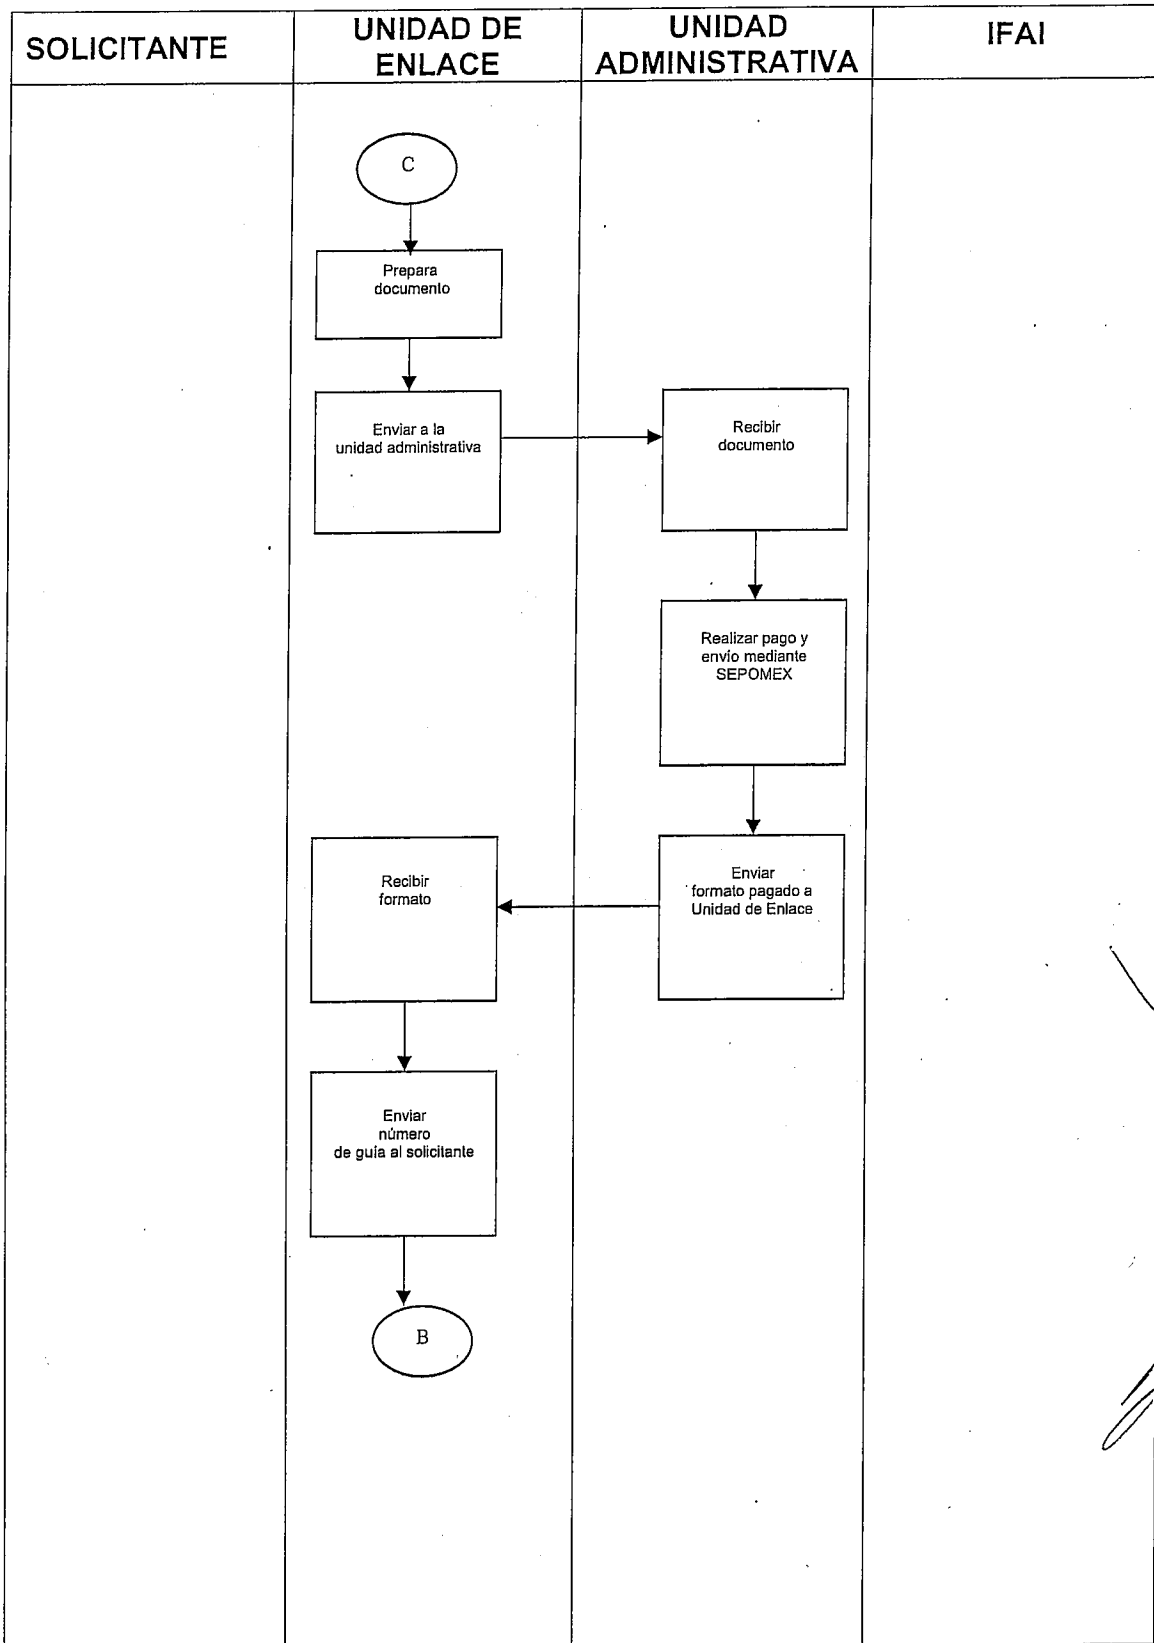 SOLICITANTE
UNIDAD DE
ENLACE
UNIDAD
ADMINISTRATIVA
IFAI
C
Prepara
documento
Enviar a la
unidad administrativa
Recibir
documento
Realizar pago y
envío mediante
SEPOMEX
Enviar
formato pagado a
Unidad de Enlace
Recibir
formato
Enviar
número
de guía al solicitante
B